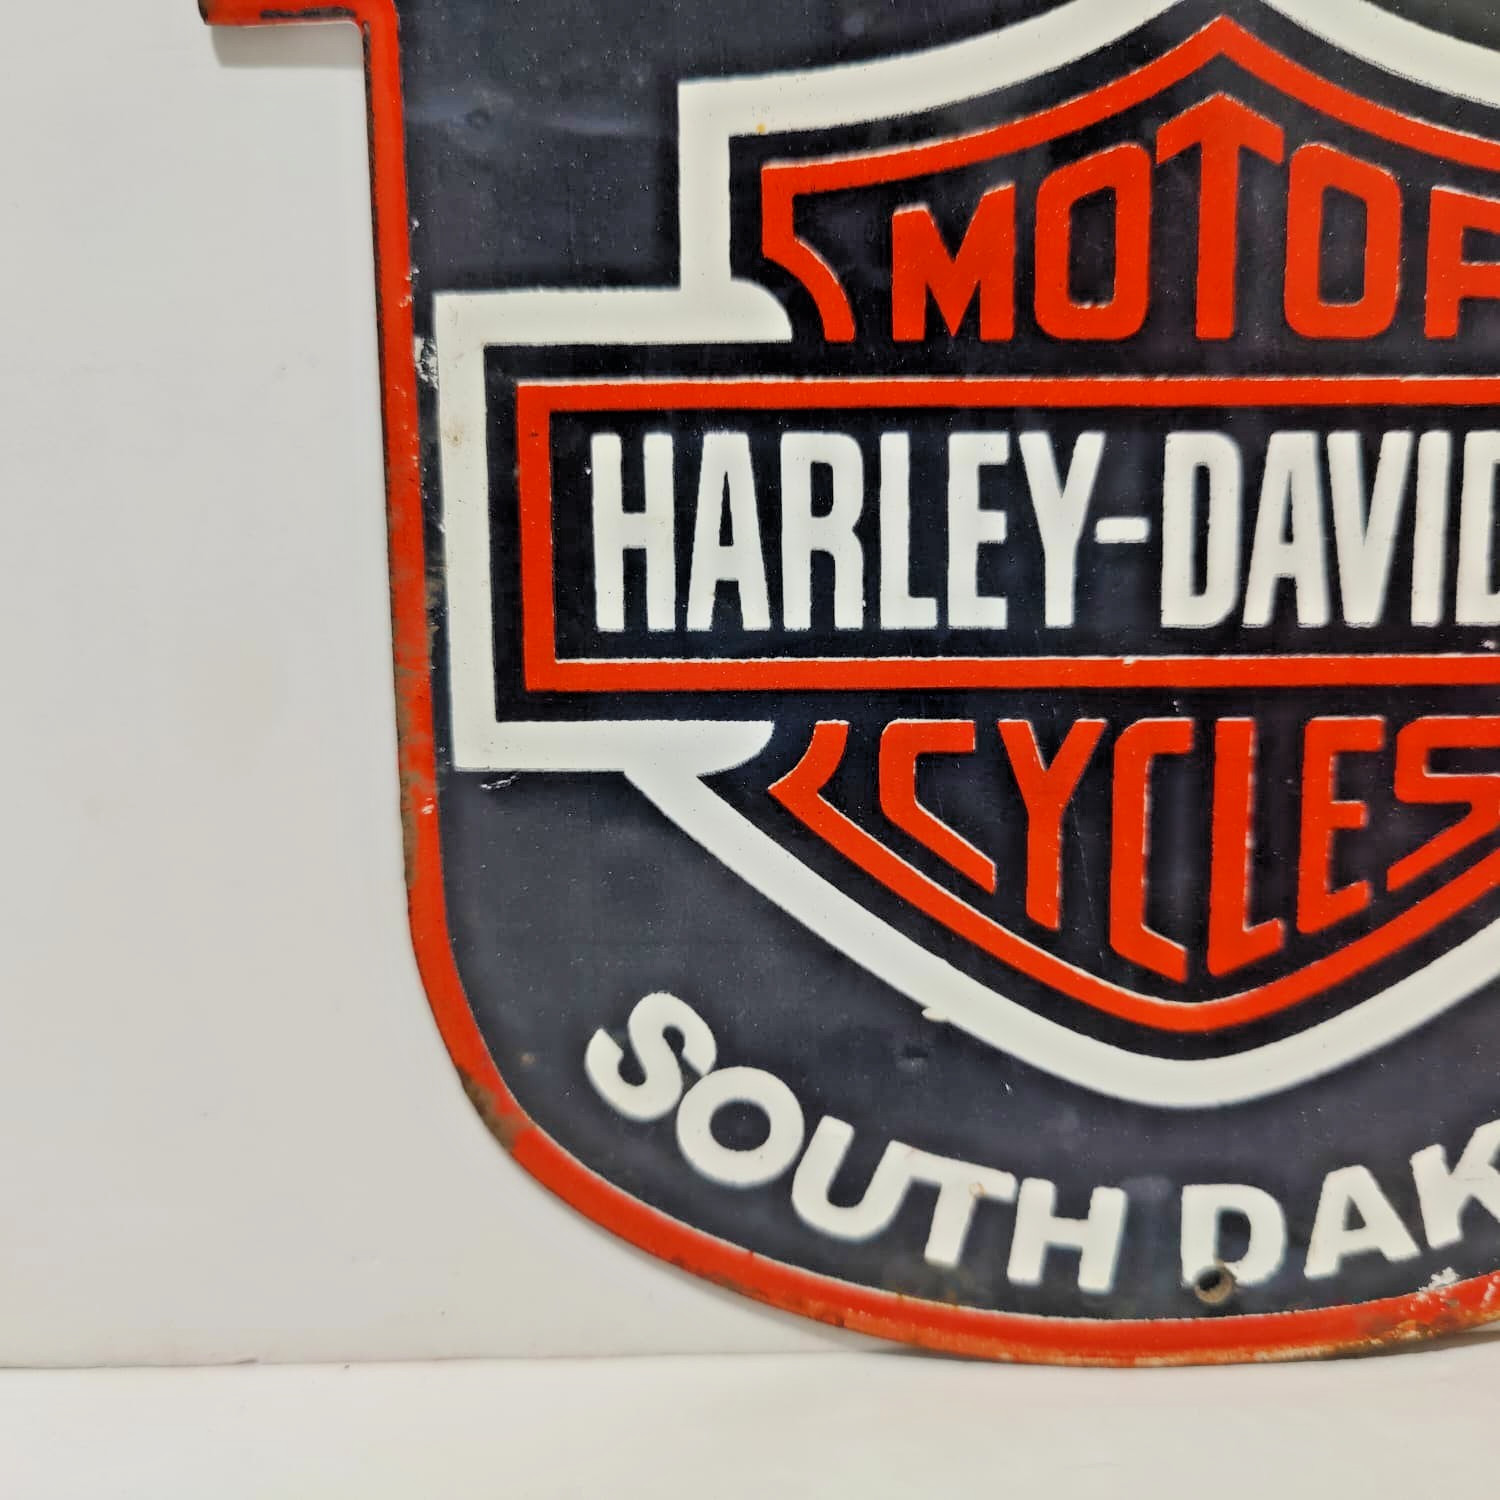 MOTOR
HARLEY-DAVID
CYCLES
SOUTH DAK